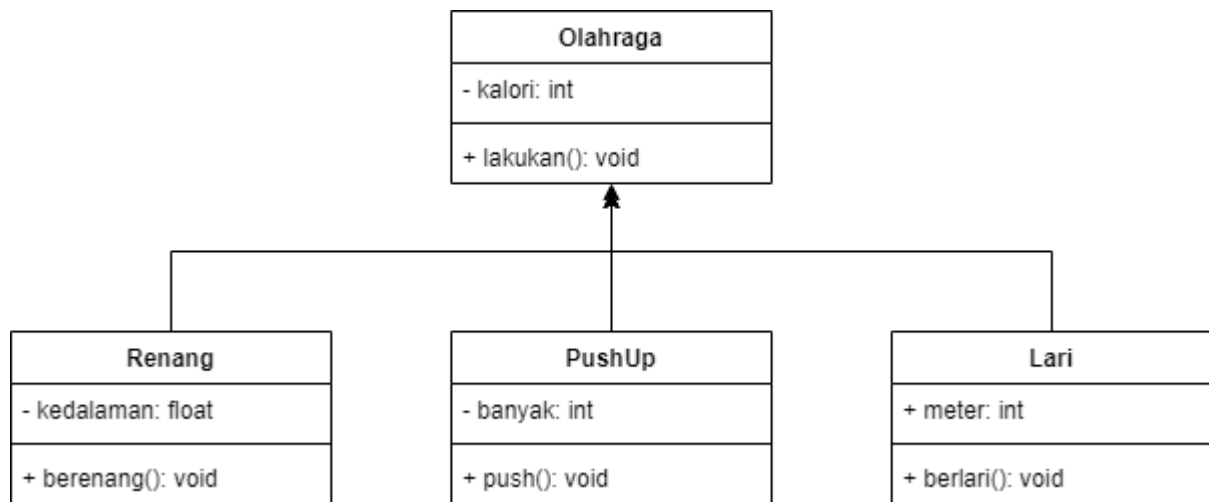 Olahraga
- kalori: int
+ lakukan(): void
Renang
- kedalaman: float
+ berenang(): void
PushUp
- banyak: int
+ push(): void
Lari
+ meter: int
+ berlari(): void